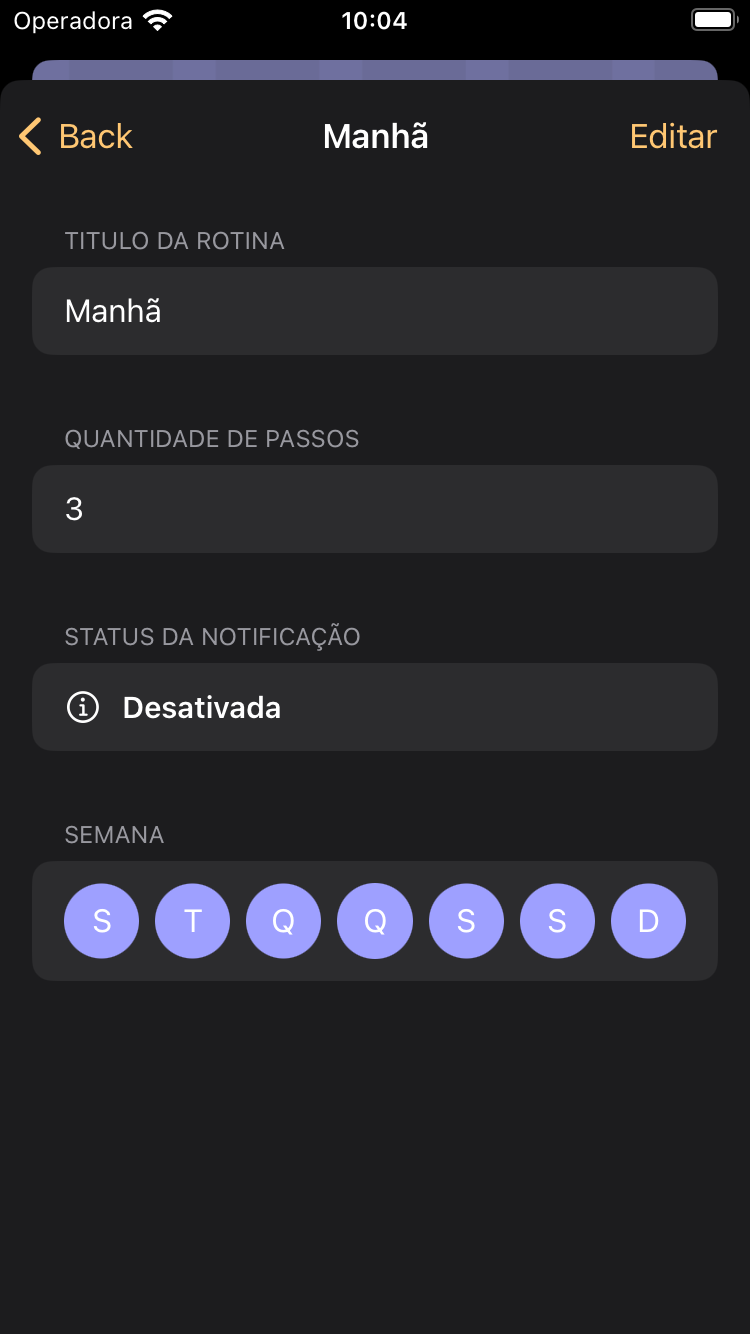 Operadora 10:04
Back Manhã Editar
TITULO DA ROTINA
Manhã
QUANTIDADE DE PASSOS
3
STATUS DA NOTIFICAÇÃO
Desativada
SEMANA
S T Q Q S S D